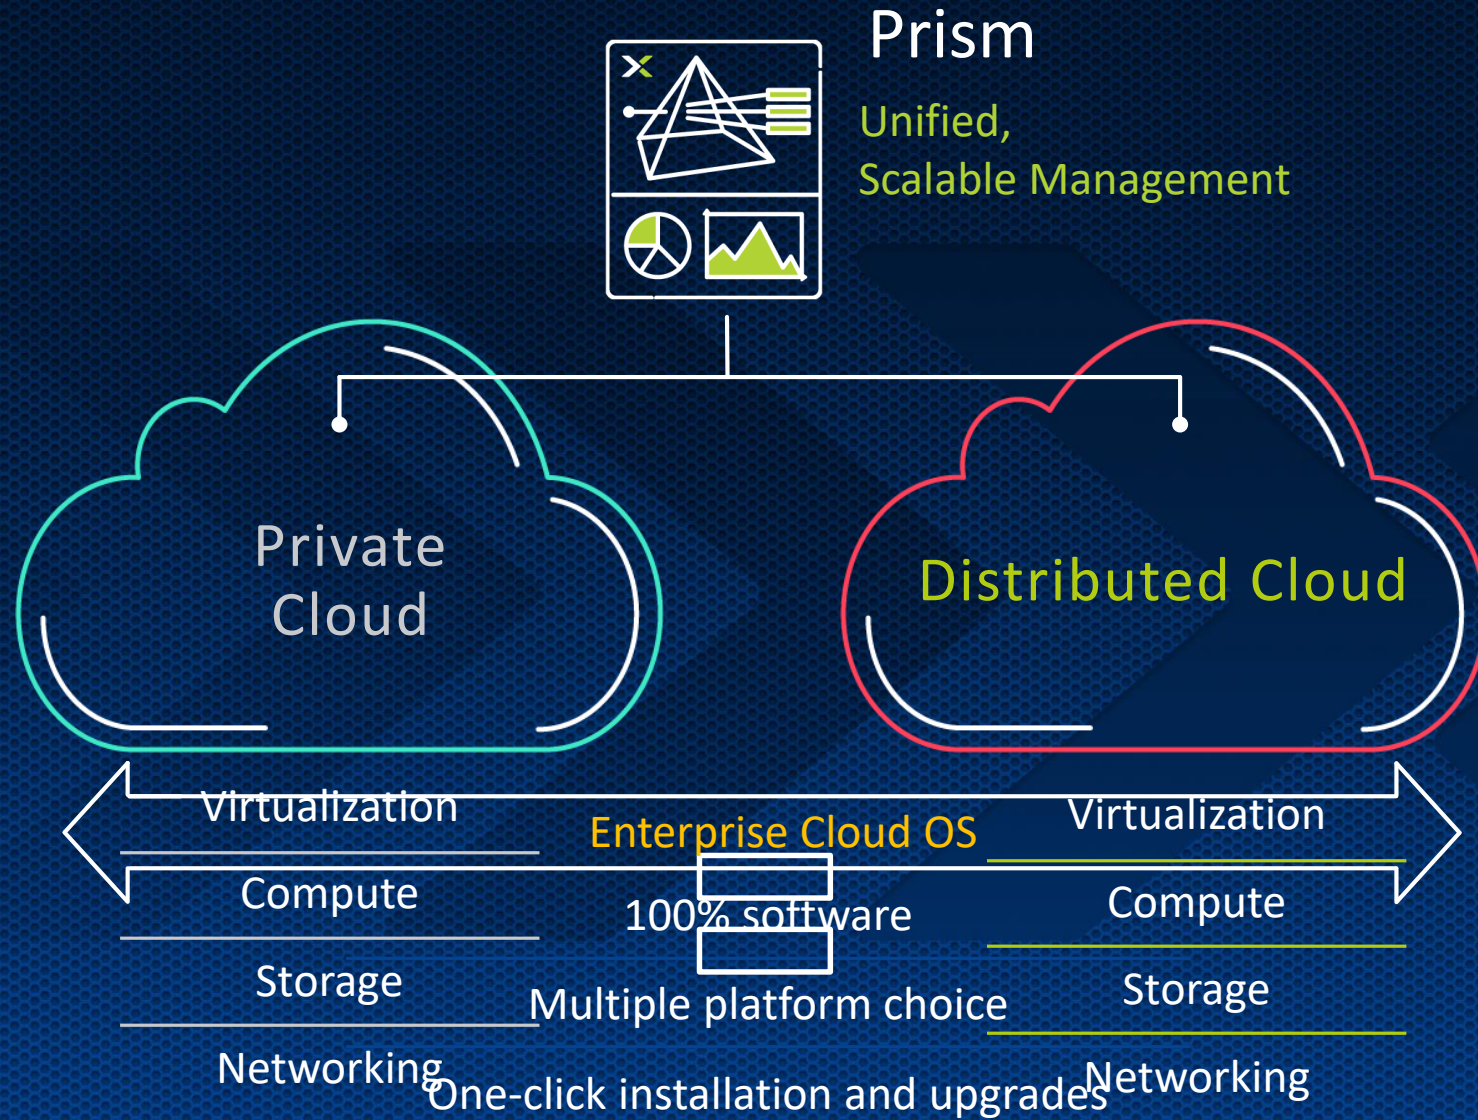 Prism
Unified,
Scalable Management
Private
Cloud
Distributed Cloud
Virtualization
Compute
Storage
Networking
Enterprise Cloud OS
100% software
Multiple platform choice
One-click installation and upgrades
Virtualization
Compute
Storage
Networking